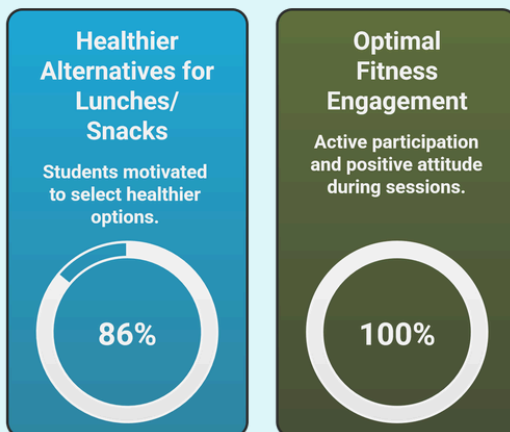 Healthier
Alternatives for
Lunches/
Snacks
Students motivated
to select healthier
options.
86%
Optimal
Fitness
Engagement
Active participation
and positive attitude
during sessions.
100%